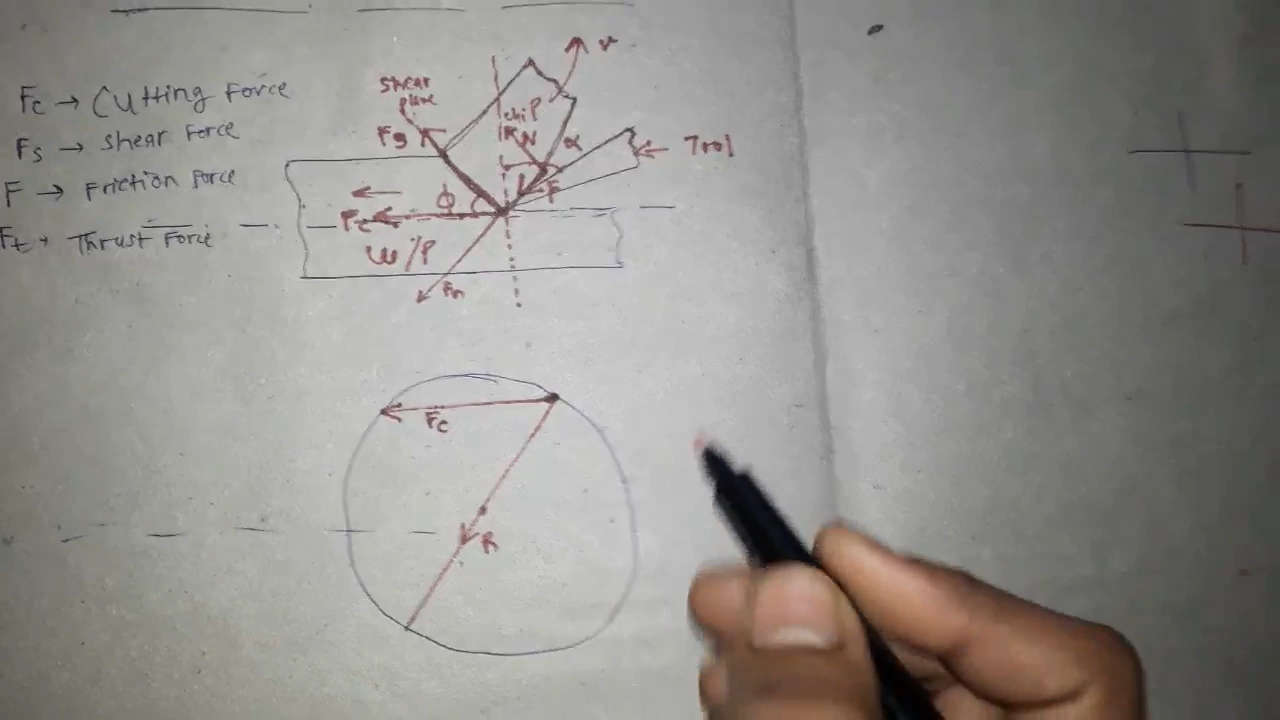 Fc → Cutting Force
Fs → Shear Force
F → Friction Force
Ft → Thrust Force
v
Shear
plane
Fs
chip
N
α
← Tool
ϕ
F
Fc
W/P
Fn
Fc
R